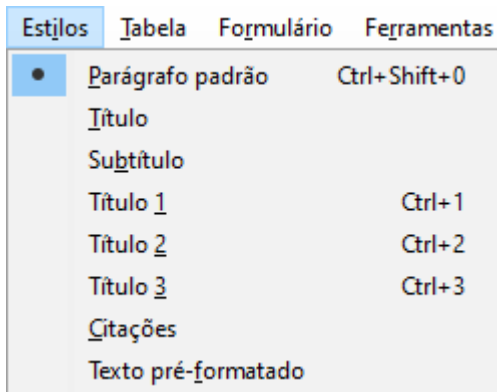 Estilos Tabela Formulário Ferramentas
Parágrafo padrão Ctrl+Shift+0
Título
Subtítulo
Título 1 Ctrl+1
Título 2 Ctrl+2
Título 3 Ctrl+3
Citações
Texto pré-formatado